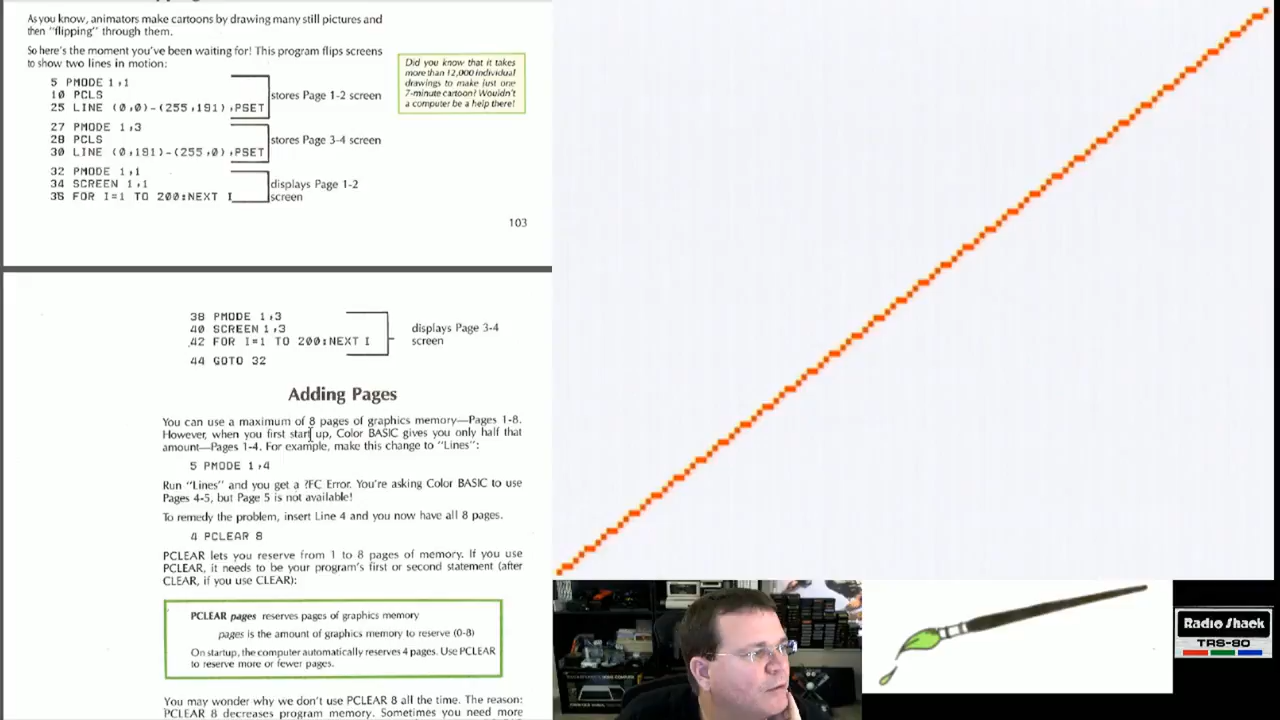 As you know, animators make cartoons by drawing many still pictures and
then "flipping" through them.
So here's the moment you've been waiting for! This program flips screens
to show two lines in motion:
5 PMODE 1,1
10 PCLS
25 LINE (0,0)-(255,191),PSET
stores Page 1-2 screen
27 PMODE 1,3
28 PCLS
30 LINE (0,191)-(255,0),PSET
stores Page 3-4 screen
32 PMODE 1,1
34 SCREEN 1,1
36 FOR I=1 TO 200:NEXT I
displays Page 1-2
screen
Did you know that it takes
more than 12,000 individual
drawings to make just one
7-minute cartoon! Wouldn't
a computer be a help there!
103
38 PMODE 1,3
40 SCREEN 1,3
42 FOR I=1 TO 200:NEXT I
displays Page 3-4
screen
44 GOTO 32
Adding Pages
You can use a maximum of 8 pages of graphics memory—Pages 1-8.
However, when you first start up, Color BASIC gives you only half that
amount—Pages 1-4. For example, make this change to "Lines":
5 PMODE 1,4
Run "Lines" and you get a ?FC Error. You're asking Color BASIC to use
Pages 4-5, but Page 5 is not available!
To remedy the problem, insert Line 4 and you now have all 8 pages.
4 PCLEAR 8
PCLEAR lets you reserve from 1 to 8 pages of memory. If you use
PCLEAR, it needs to be your program's first or second statement (after
CLEAR, if you use CLEAR):
PCLEAR pages reserves pages of graphics memory
pages is the amount of graphics memory to reserve (0-8)
On startup, the computer automatically reserves 4 pages. Use PCLEAR
to reserve more or fewer pages.
You may wonder why we don't use PCLEAR 8 all the time. The reason:
PCLEAR 8 decreases program memory. Sometimes you need more
Radio Shack
TRS-80